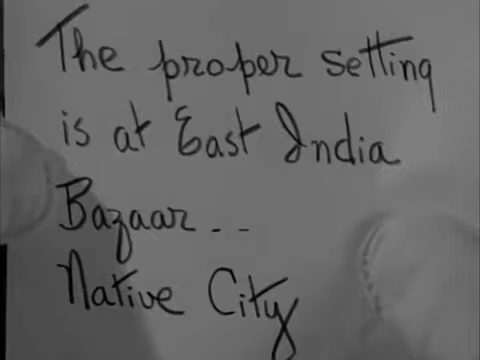 The proper setting
is at East India
Bazaar..
Native City